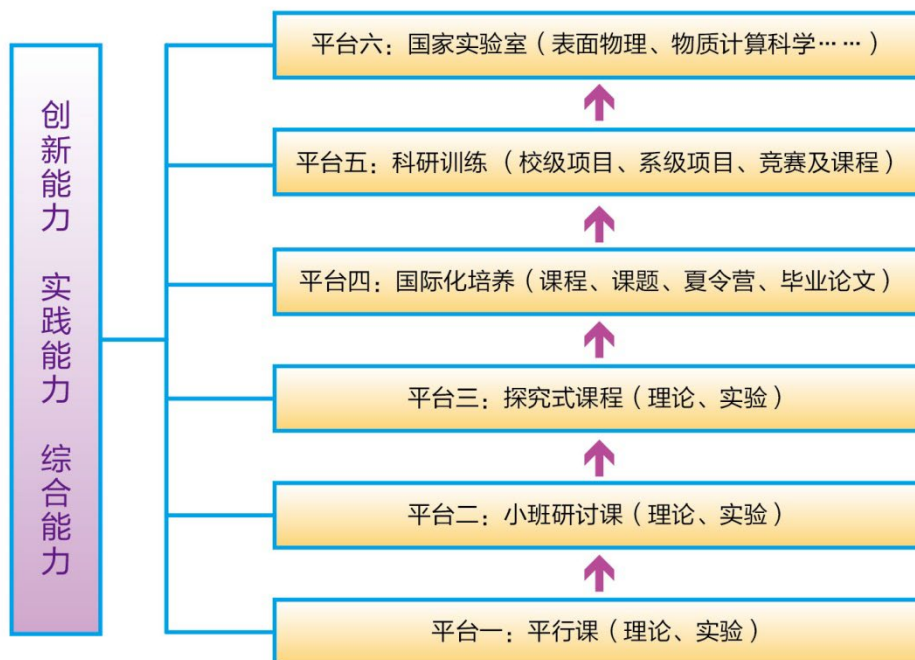 创新能力 实践能力 综合能力
平台六：国家实验室（表面物理、物质计算科学……）
平台五：科研训练（校级项目、系级项目、竞赛及课程）
平台四：国际化培养（课程、课题、夏令营、毕业论文）
平台三：探究式课程（理论、实验）
平台二：小班研讨课（理论、实验）
平台一：平行课（理论、实验）